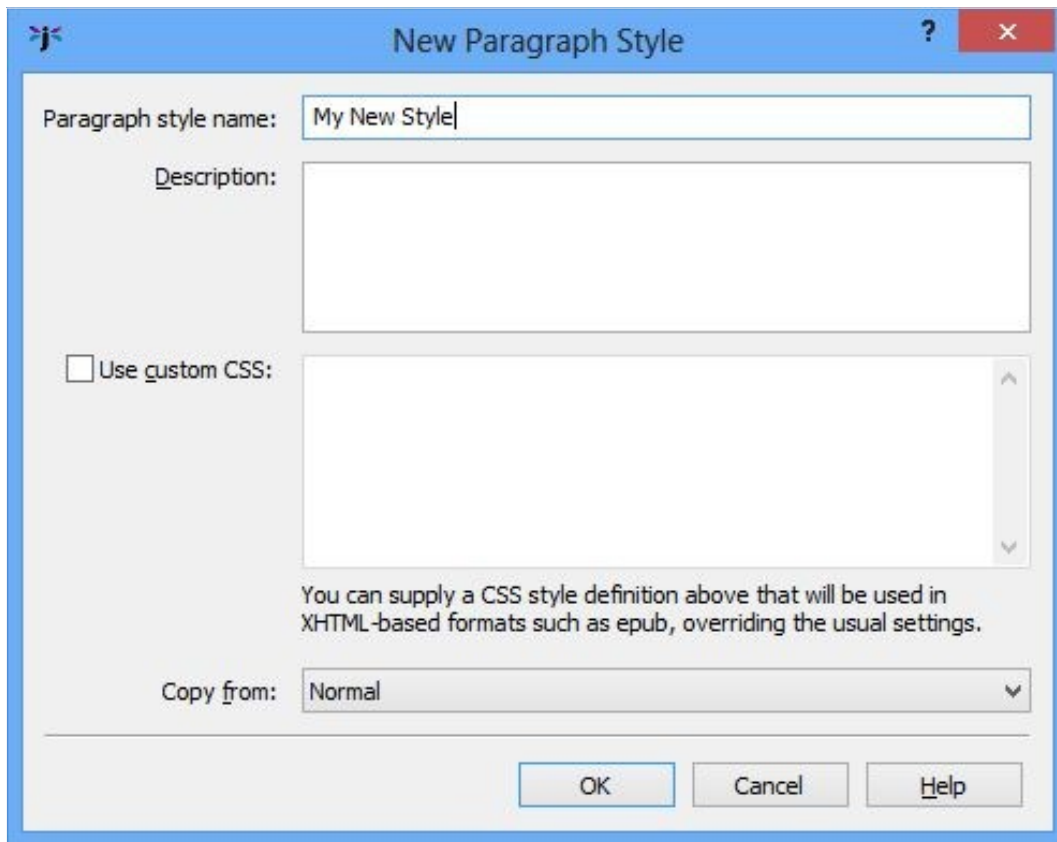 New Paragraph Style
?
Paragraph style name:
My New Style
Description:
Use custom CSS:
You can supply a CSS style definition above that will be used in
XHTML-based formats such as epub, overriding the usual settings.
Copy from:
Normal
OK
Cancel
Help